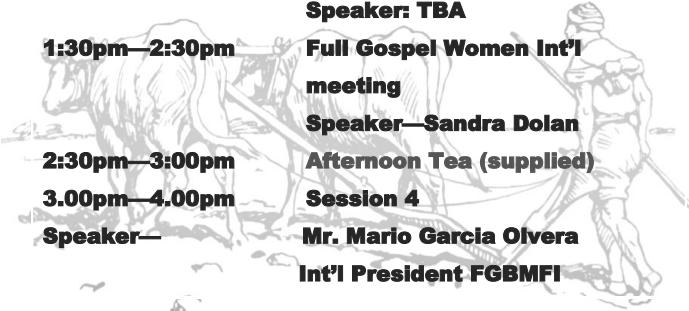 Speaker: TBA
1:30pm—2:30pm Full Gospel Women Int’l
meeting
Speaker—Sandra Dolan
2:30pm—3:00pm Afternoon Tea (supplied)
3.00pm—4.00pm Session 4
Speaker— Mr. Mario Garcia Olvera
Int’l President FGBMFI